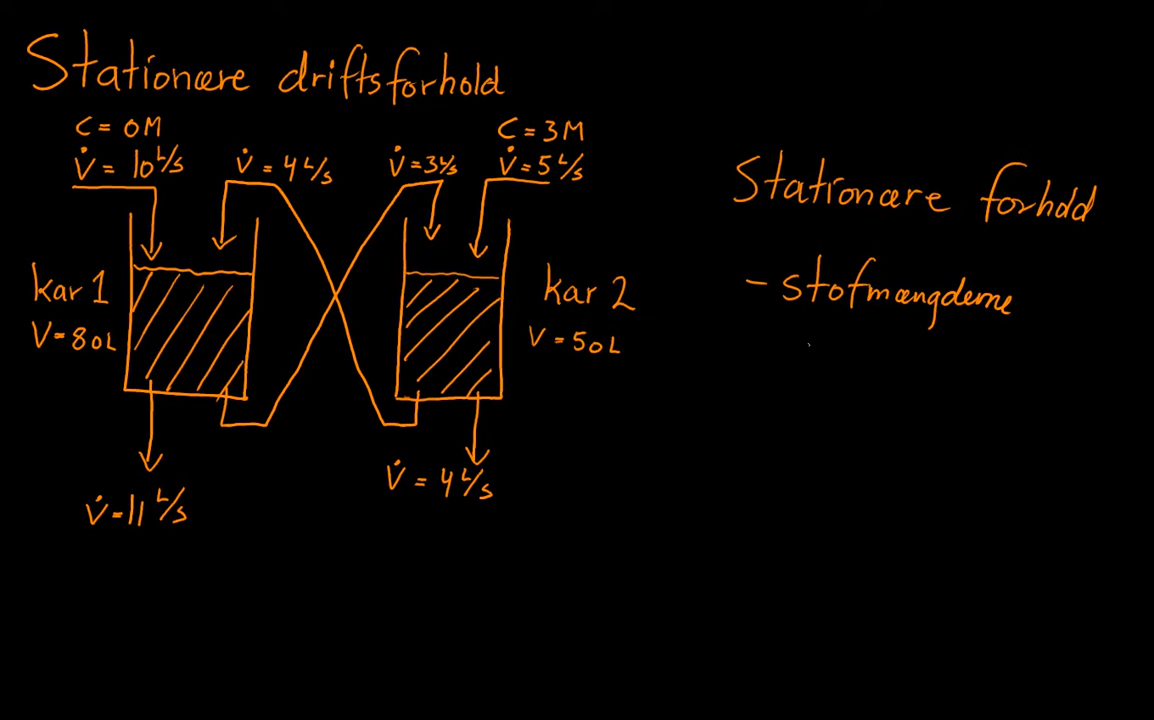 Stationære driftsforhold
C = 0M
V̇ = 10 L/s
V̇ = 4 L/s
V̇ = 3 L/s
C = 3M
V̇ = 5 L/s
kar 1
V = 80L
kar 2
V = 50L
V̇ = 11 L/s
V̇ = 4 L/s
Stationære forhold
- stofmængderne